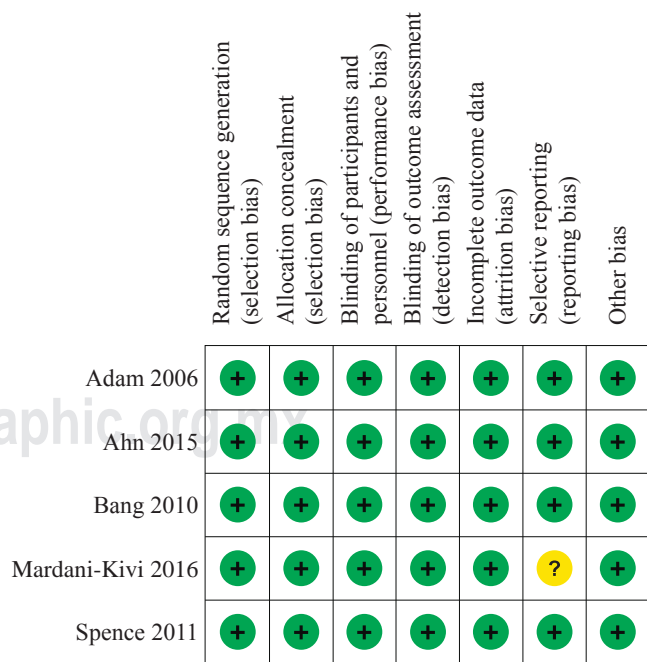 Random sequence generation
(selection bias)
Allocation concealment
(selection bias)
Blinding of participants and
personnel (performance bias)
Blinding of outcome assessment
(detection bias)
Incomplete outcome data
(attrition bias)
Selective reporting
(reporting bias)
Other bias
Adam 2006 + + + + + + +
aphic.org.mx
Ahn 2015 + + + + + + +
Bang 2010 + + + + + + +
Mardani-Kivi 2016 + + + + + ? +
Spence 2011 + + + + + + +